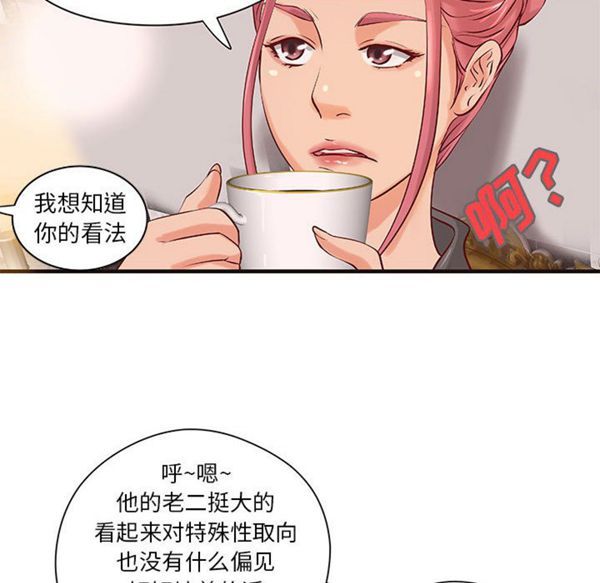 我想知道
你的看法
啊?
呼~嗯~
他的老二挺大的
看起来对特殊性取向
也没有什么偏见